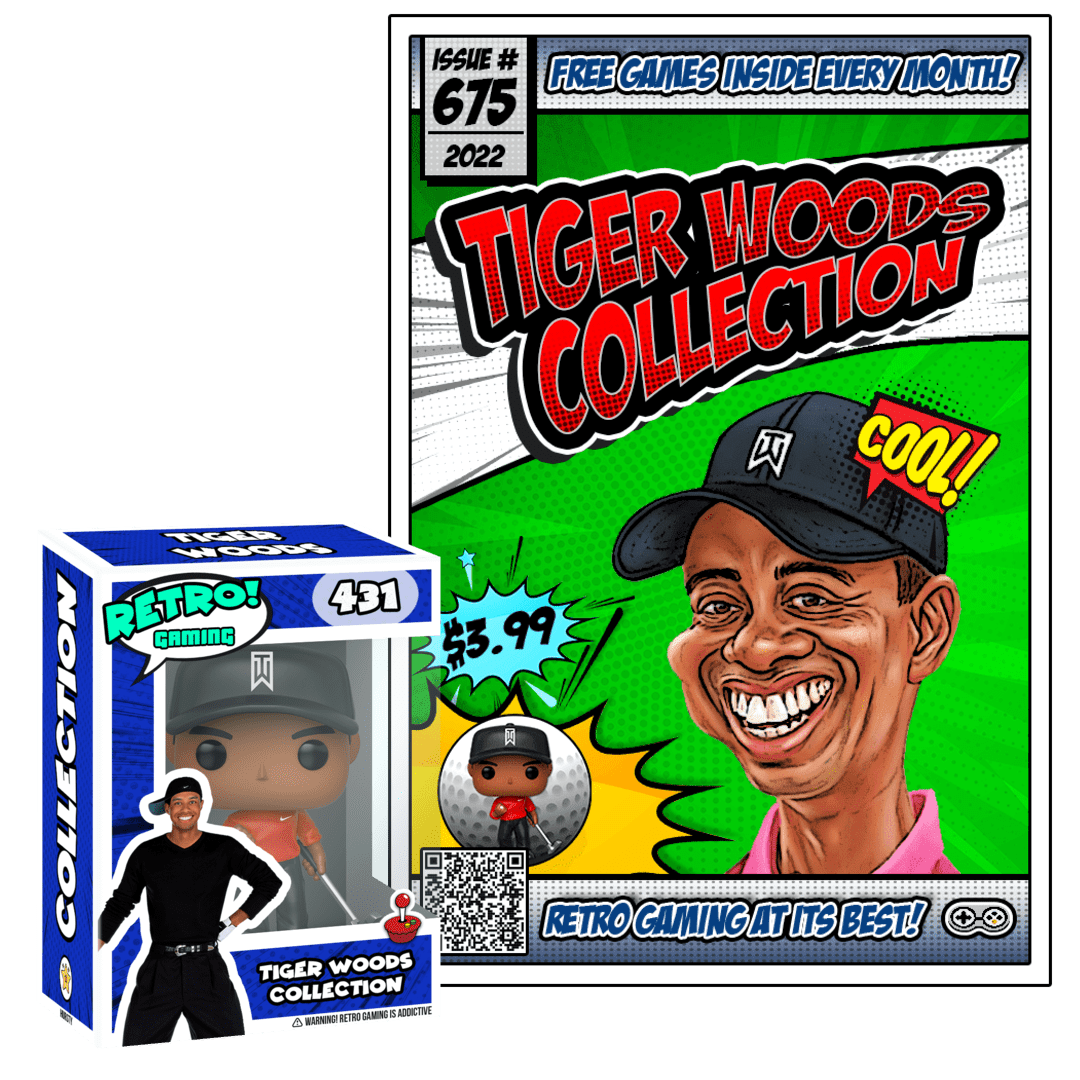 ISSUE #
675
2022
FREE GAMES INSIDE EVERY MONTH!
TIGER WOODS
COLLECTION
COOL!
$3.99
RETRO GAMING AT ITS BEST!
TIGER
WOODS
COLLECTION
RETRO!
GAMING
431
TIGER WOODS
COLLECTION
WARNING! RETRO GAMING IS ADDICTIVE